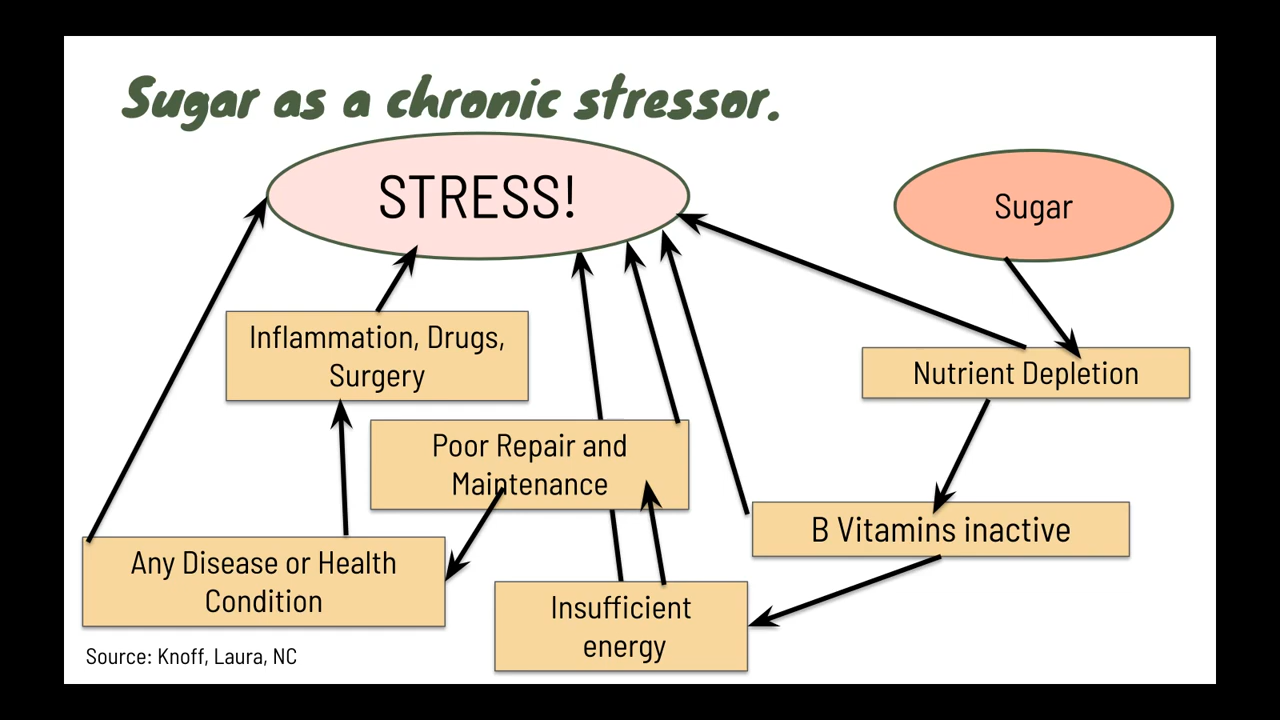 Sugar as a chronic stressor.
STRESS!
Sugar
Inflammation, Drugs,
Surgery
Nutrient Depletion
Poor Repair and
Maintenance
B Vitamins inactive
Any Disease or Health
Condition
Insufficient
energy
Source: Knoff, Laura, NC